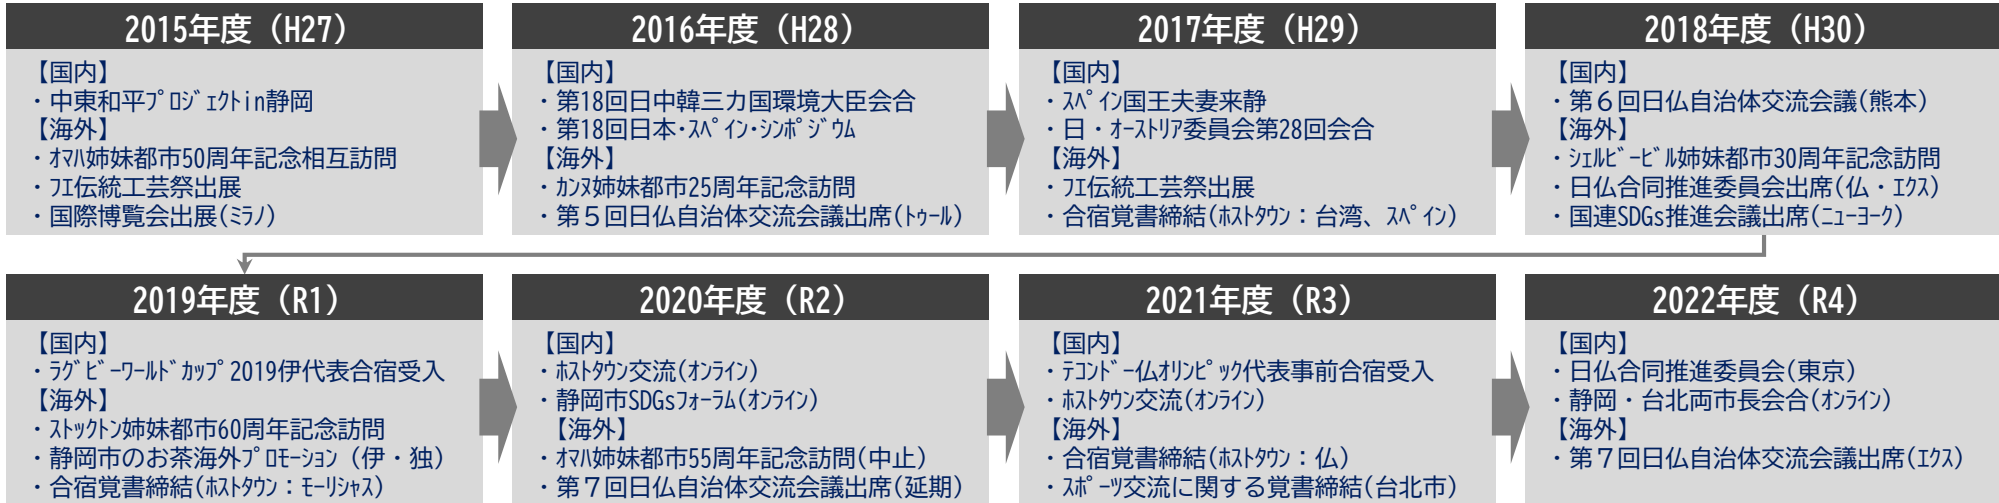 2015年度（H27）
【国内】
・中東和平ﾌﾟﾛｼﾞｪｸﾄin静岡
【海外】
・ｵﾏﾊ姉妹都市50周年記念相互訪問
・ﾌｴ伝統工芸祭出展
・国際博覧会出展(ﾐﾗﾉ)
2016年度（H28）
【国内】
・第18回日中韓三カ国環境大臣会合
・第18回日本･ｽﾍﾟｲﾝ･ｼﾝﾎﾟｼﾞｳﾑ
【海外】
・ｶﾝﾇ姉妹都市25周年記念訪問
・第５回日仏自治体交流会議出席(ﾄｩｰﾙ)
2017年度（H29）
【国内】
・ｽﾍﾟｲﾝ国王夫妻来静
・日・ｵｰｽﾄﾘｱ委員会第28回会合
【海外】
・ﾌｴ伝統工芸祭出展
・合宿覚書締結(ﾎｽﾄﾀｳﾝ：台湾、ｽﾍﾟｲﾝ)
2018年度（H30）
【国内】
・第６回日仏自治体交流会議(熊本)
【海外】
・ｼｪﾙﾋﾞｰﾋﾞﾙ姉妹都市30周年記念訪問
・日仏合同推進委員会出席(仏・ｴｸｽ)
・国連SDGs推進会議出席(ﾆｭｰﾖｰｸ)
2019年度（R1）
【国内】
・ﾗｸﾞﾋﾞｰﾜｰﾙﾄﾞｶｯﾌﾟ2019伊代表合宿受入
【海外】
・ｽﾄｯｸﾄﾝ姉妹都市60周年記念訪問
・静岡市のお茶海外ﾌﾟﾛﾓｰｼｮﾝ（伊・独）
・合宿覚書締結(ﾎｽﾄﾀｳﾝ：ﾓｰﾘｼｬｽ)
2020年度（R2）
【国内】
・ﾎｽﾄﾀｳﾝ交流(ｵﾝﾗｲﾝ)
・静岡市SDGsﾌｫｰﾗﾑ(ｵﾝﾗｲﾝ)
【海外】
・ｵﾏﾊ姉妹都市55周年記念訪問(中止)
・第７回日仏自治体交流会議出席(延期)
2021年度（R3）
【国内】
・ﾃｺﾝﾄﾞｰ仏ｵﾘﾝﾋﾟｯｸ代表事前合宿受入
・ﾎｽﾄﾀｳﾝ交流(ｵﾝﾗｲﾝ)
【海外】
・合宿覚書締結(ﾎｽﾄﾀｳﾝ：仏)
・ｽﾎﾟｰﾂ交流に関する覚書締結(台北市)
2022年度（R4）
【国内】
・日仏合同推進委員会(東京)
・静岡・台北両市長会合(ｵﾝﾗｲﾝ)
【海外】
・第７回日仏自治体交流会議出席(ｴｸｽ)